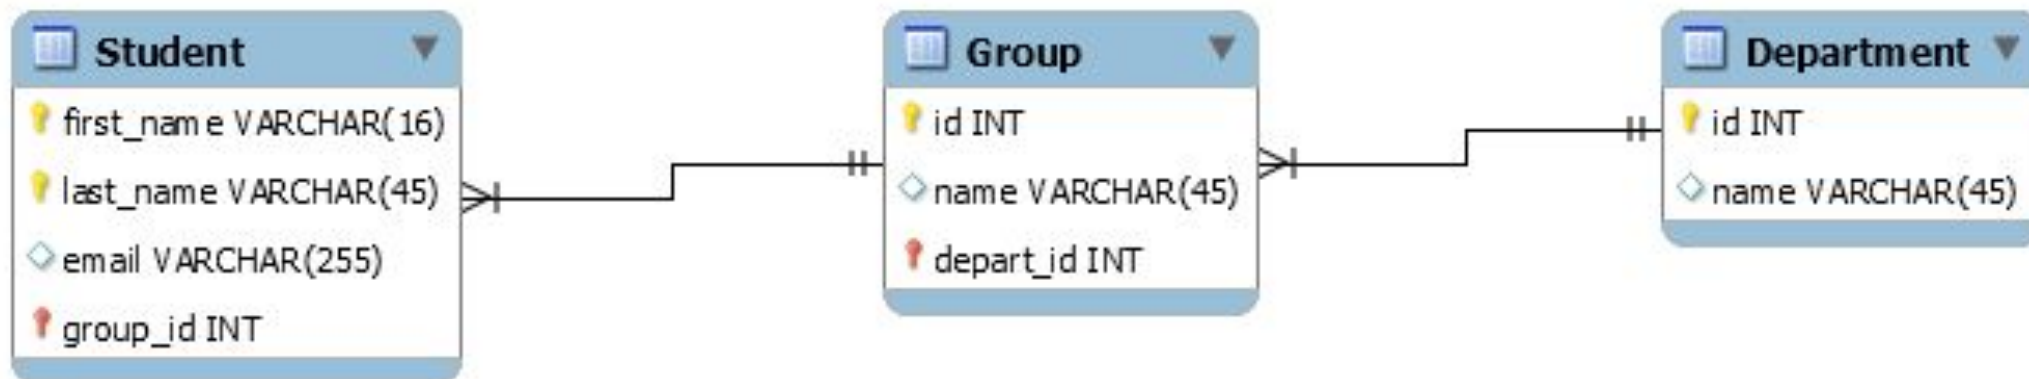 Student
first_name VARCHAR(16)
last_name VARCHAR(45)
email VARCHAR(255)
group_id INT
Group
id INT
name VARCHAR(45)
depart_id INT
Department
id INT
name VARCHAR(45)